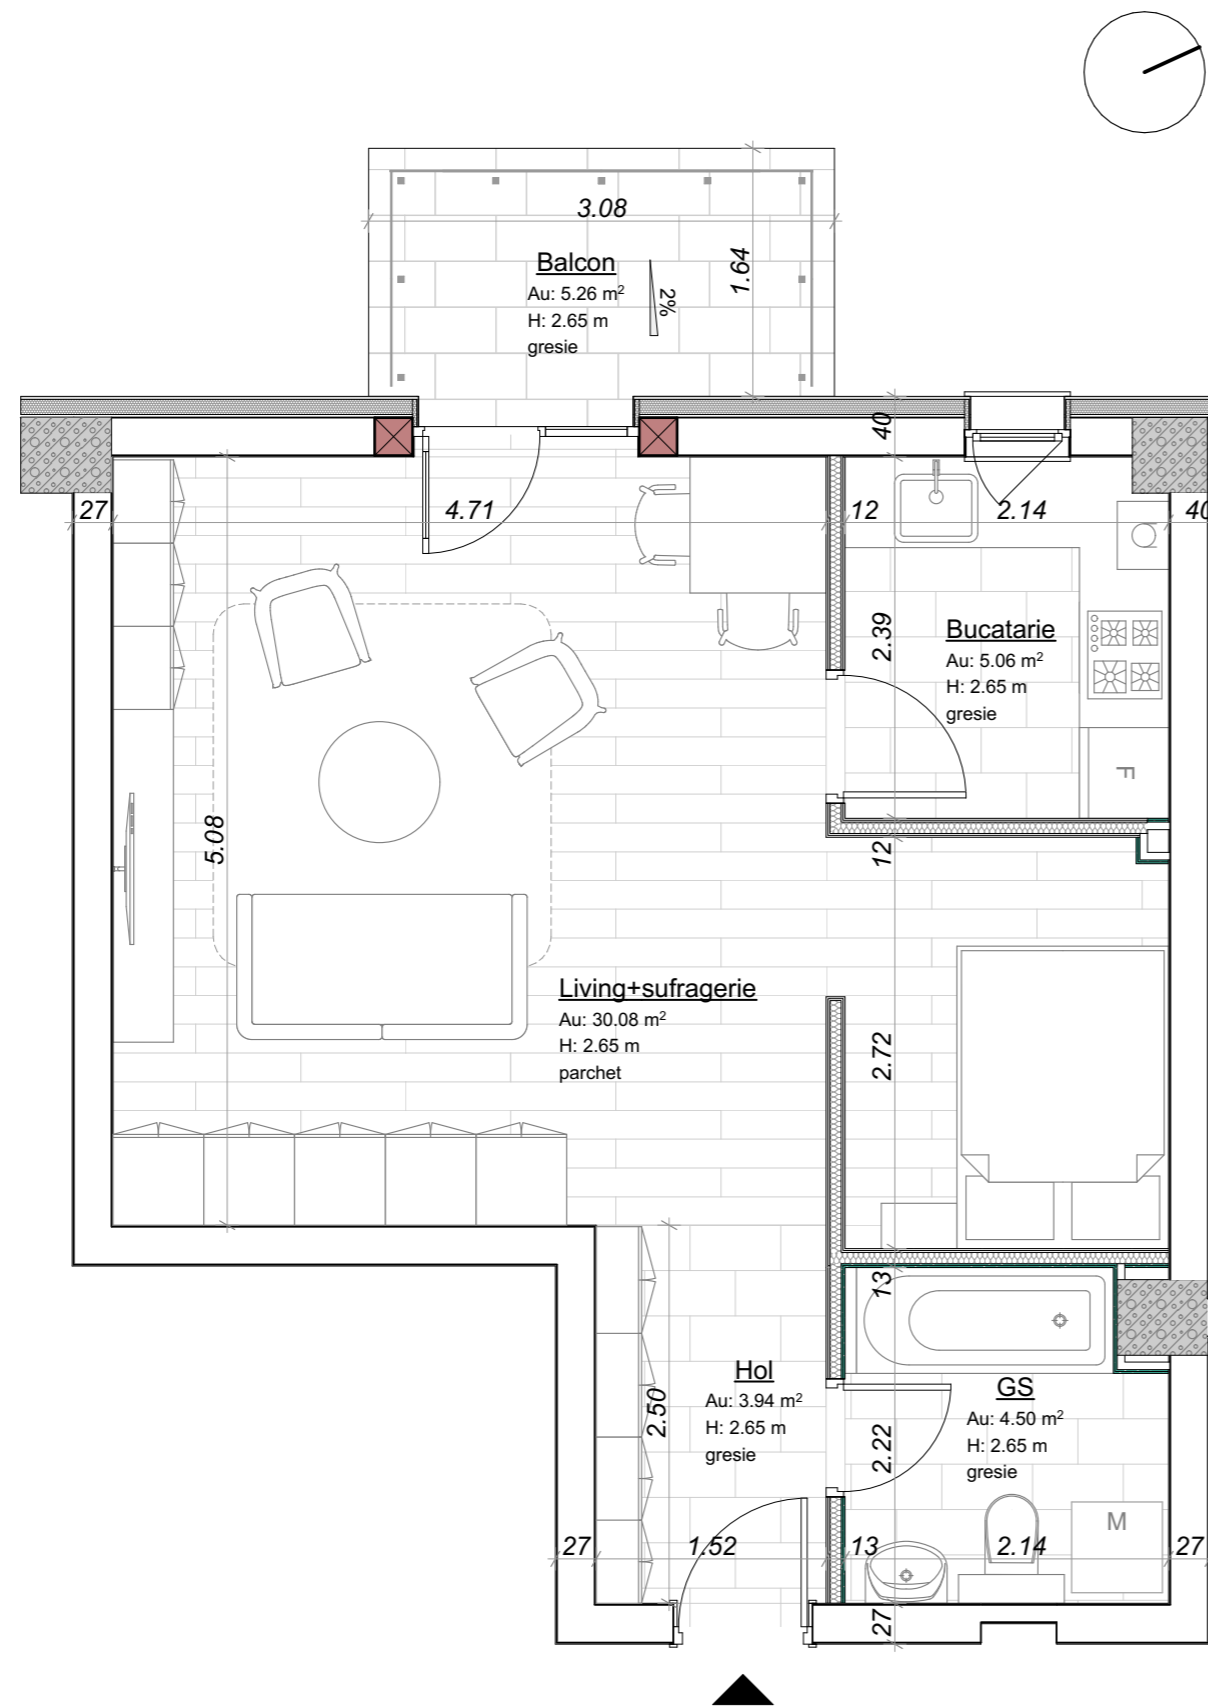 3.08
Balcon
Au: 5.26 m²
H: 2.65 m
gresie
2%
1.64
40
27
4.71
12
2.14
40
2.39
Bucatarie
Au: 5.06 m²
H: 2.65 m
gresie
F
5.08
12
Living+sufragerie
Au: 30.08 m²
H: 2.65 m
parchet
2.72
13
Hol
Au: 3.94 m²
H: 2.65 m
gresie
2.50
GS
Au: 4.50 m²
H: 2.65 m
gresie
2.22
M
27
1.52
13
2.14
27
27